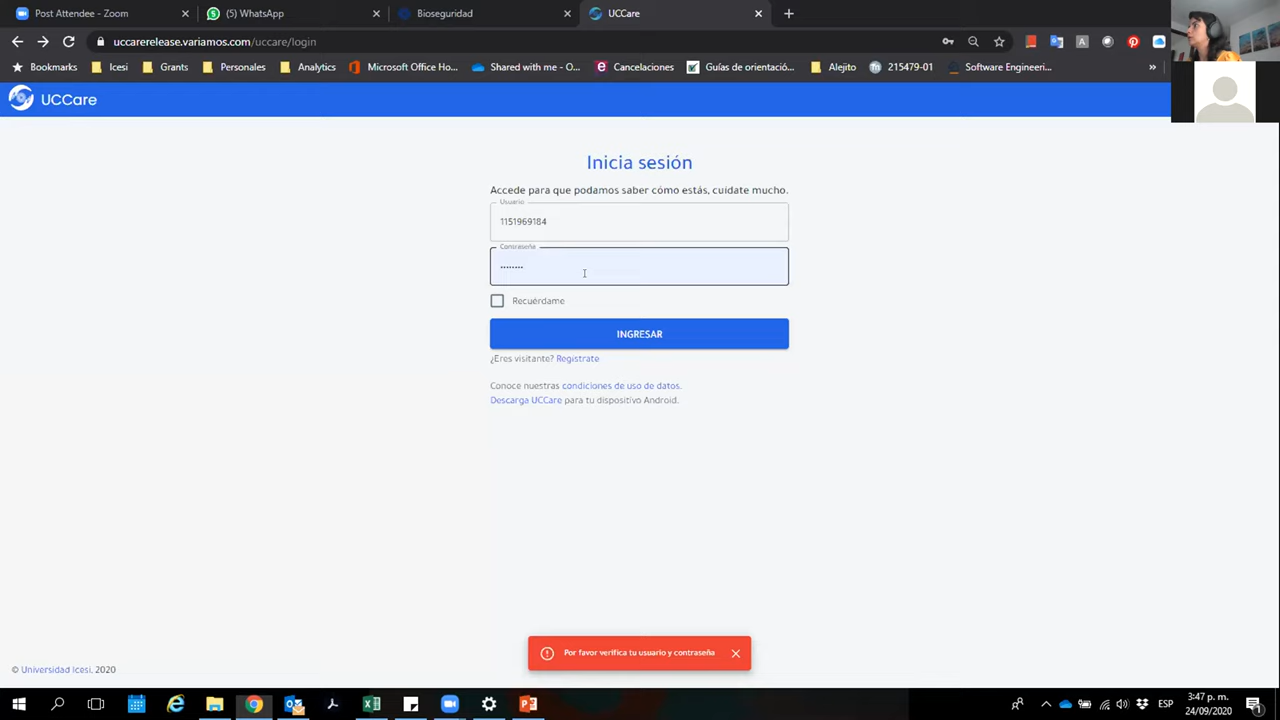 Post Attendee - Zoom
(5) WhatsApp
Bioseguridad
UCCare
uccarerelease.variamos.com/uccare/login
Bookmarks
Icesi
Grants
Personales
Analytics
Microsoft Office Ho...
Shared with me - O...
Cancelaciones
Guías de orientació...
Alejito
215479-01
Software Engineeri...
UCCare
Inicia sesión
Accede para que podamos saber cómo estás, cuídate mucho.
Usuario
1151969184
Contraseña
........
Recuérdame
INGRESAR
¿Eres visitante? Regístrate
Conoce nuestras condiciones de uso de datos.
Descarga UCCare para tu dispositivo Android.
Por favor verifica tu usuario y contraseña
© Universidad Icesi, 2020
ESP
3:47 p. m.
24/09/2020